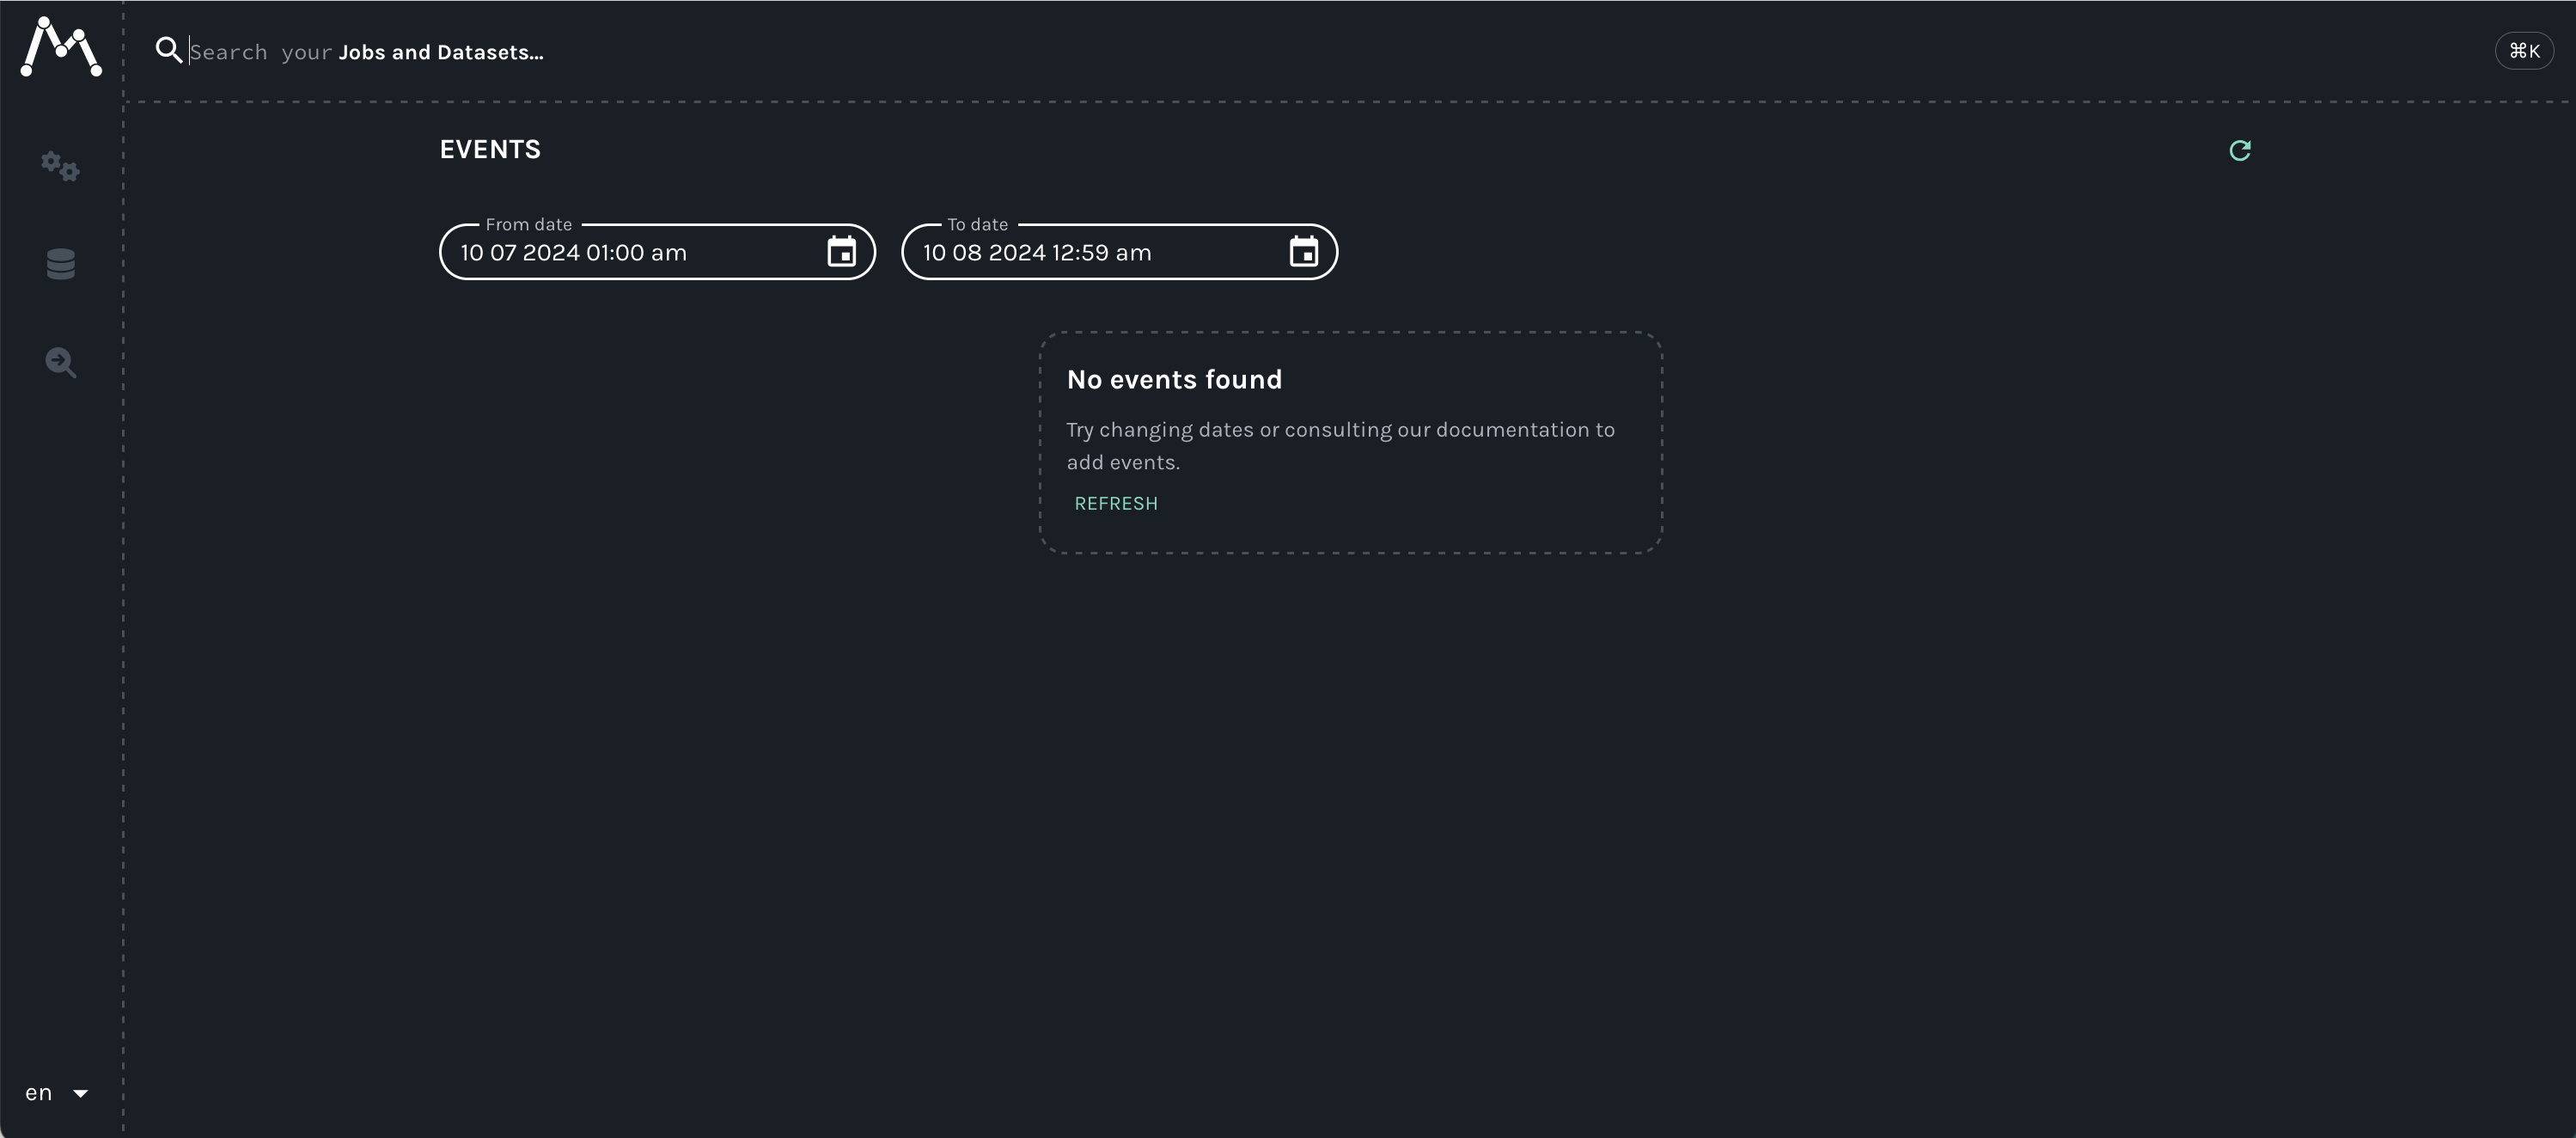 Search your Jobs and Datasets...
⌘K
EVENTS
From date
10 07 2024 01:00 am
To date
10 08 2024 12:59 am
No events found
Try changing dates or consulting our documentation to
add events.
REFRESH
en